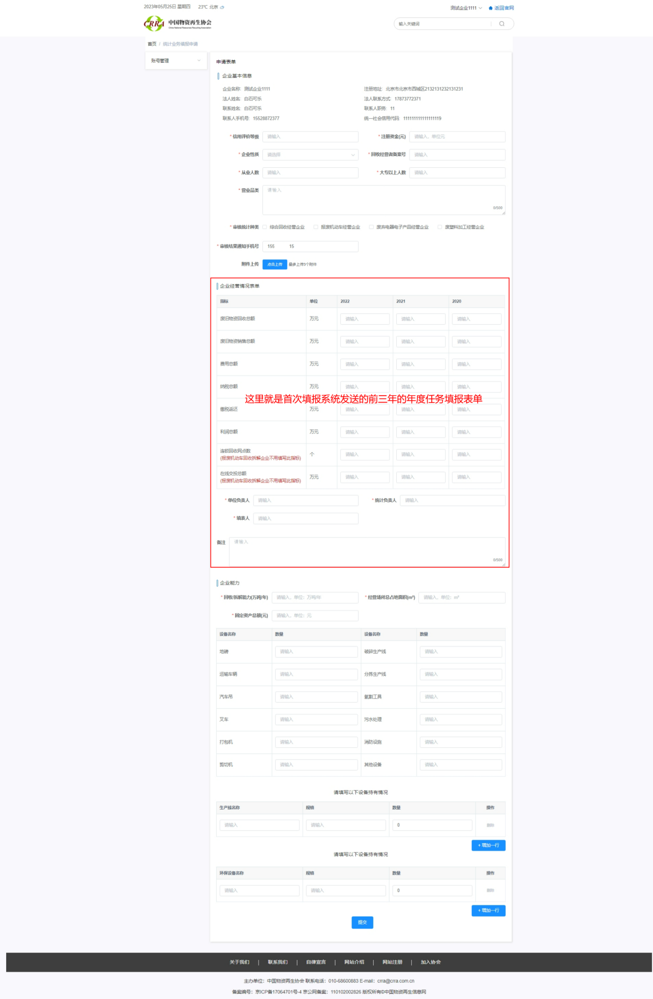 2023年05月25日 星期四 23℃ 北京
测试企业1111 返回官网
CRRA 中国物资再生协会
China National Resources Recycling Association
输入关键词
首页 / 统计业务填报申请
账号管理
申请表单
企业基本信息
企业名称: 测试企业1111 注册地址: 北京市北京市西城区2132131232131231
法人姓名: 白石可乐 法人联系方式: 17873772371
联系姓名: 白石可乐 联系人职务: 11
联系人手机号: 15528872377 统一社会信用代码: 111111111111111119
* 信用评价等级 请输入 * 注册资金(元) 请输入, 单位元
* 企业性质 请选择 * 回收经营者备案号 请输入
* 从业人数 请输入 * 大专以上人数 请输入
* 营业品类 请输入
0/500
* 审核统计种类 综合回收经营企业 报废机动车经营企业 废弃电器电子产品经营企业 废塑料加工经营企业
* 审核结果通知手机号 155 15
附件上传 点击上传 最多上传3个附件
企业经营情况表单
指标 单位 2022 2021 2020
废旧物资回收总额 万元 请输入 请输入 请输入
废旧物资销售总额 万元 请输入 请输入 请输入
费用总额 万元 请输入 请输入 请输入
纳税总额 万元 请输入 请输入 请输入
这里就是首次填报系统发送的前三年的年度任务填报表单
缴税返还 万元 请输入 请输入 请输入
利润总额 万元 请输入 请输入 请输入
连锁回收网点数
(报废机动车回收拆解企业不用填写此指标) 个 请输入 请输入 请输入
在线交投总额
(报废机动车回收拆解企业不用填写此指标) 万元 请输入 请输入 请输入
* 单位负责人 请输入 * 统计负责人 请输入
* 填表人 请输入
备注 请输入
0/500
企业能力
* 回收/拆解能力(万吨/年) 请输入, 单位: 万吨/年 * 经营场所总占地面积(m²) 请输入, 单位: m²
* 固定资产总额(元) 请输入, 单位: 元
设备名称 数量 设备名称 数量
地磅 请输入 破碎生产线 请输入
运输车辆 请输入 分拣生产线 请输入
汽车吊 请输入 氧割工具 请输入
叉车 请输入 污水处理 请输入
打包机 请输入 消防设施 请输入
剪切机 请输入 其他设备 请输入
请填写以下设备持有情况
生产线名称 规格 数量 操作
请输入 请输入 0 删除
+ 增加一行
请填写以下设备持有情况
环保设备名称 规格 数量 操作
请输入 请输入 0 删除
+ 增加一行
提交
关于我们 | 联系我们 | 自律宣言 | 网站介绍 | 网站注册 | 加入协会
主办单位: 中国物资再生协会 联系电话: 010-68600883 E-mail: crra@crra.com.cn
备案编号: 京ICP备17064701号-4 京公网备案: 110102002826 版权所有©中国物资再生信息网